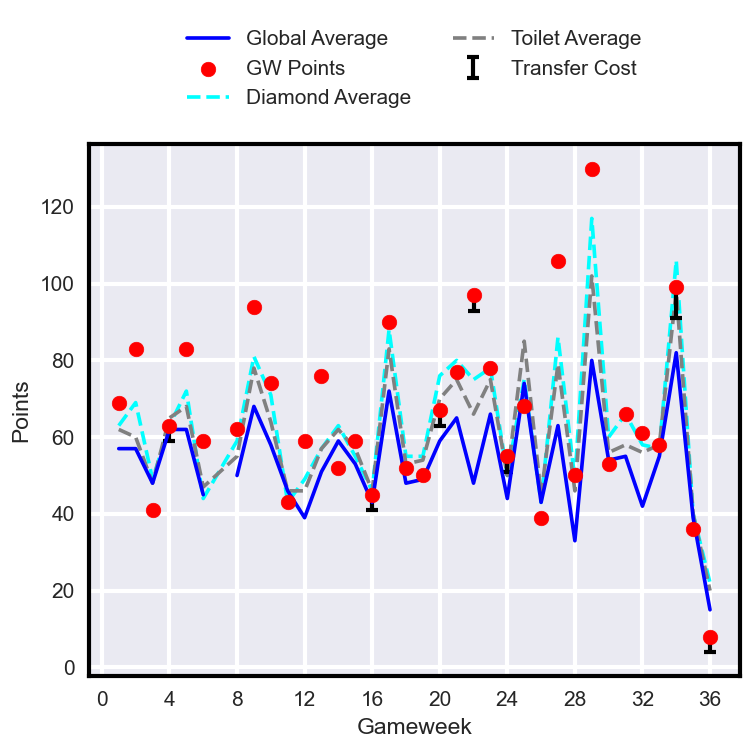 Global Average
GW Points
Diamond Average
Toilet Average
Transfer Cost
Points
120
100
80
60
40
20
0
0 4 8 12 16 20 24 28 32 36
Gameweek